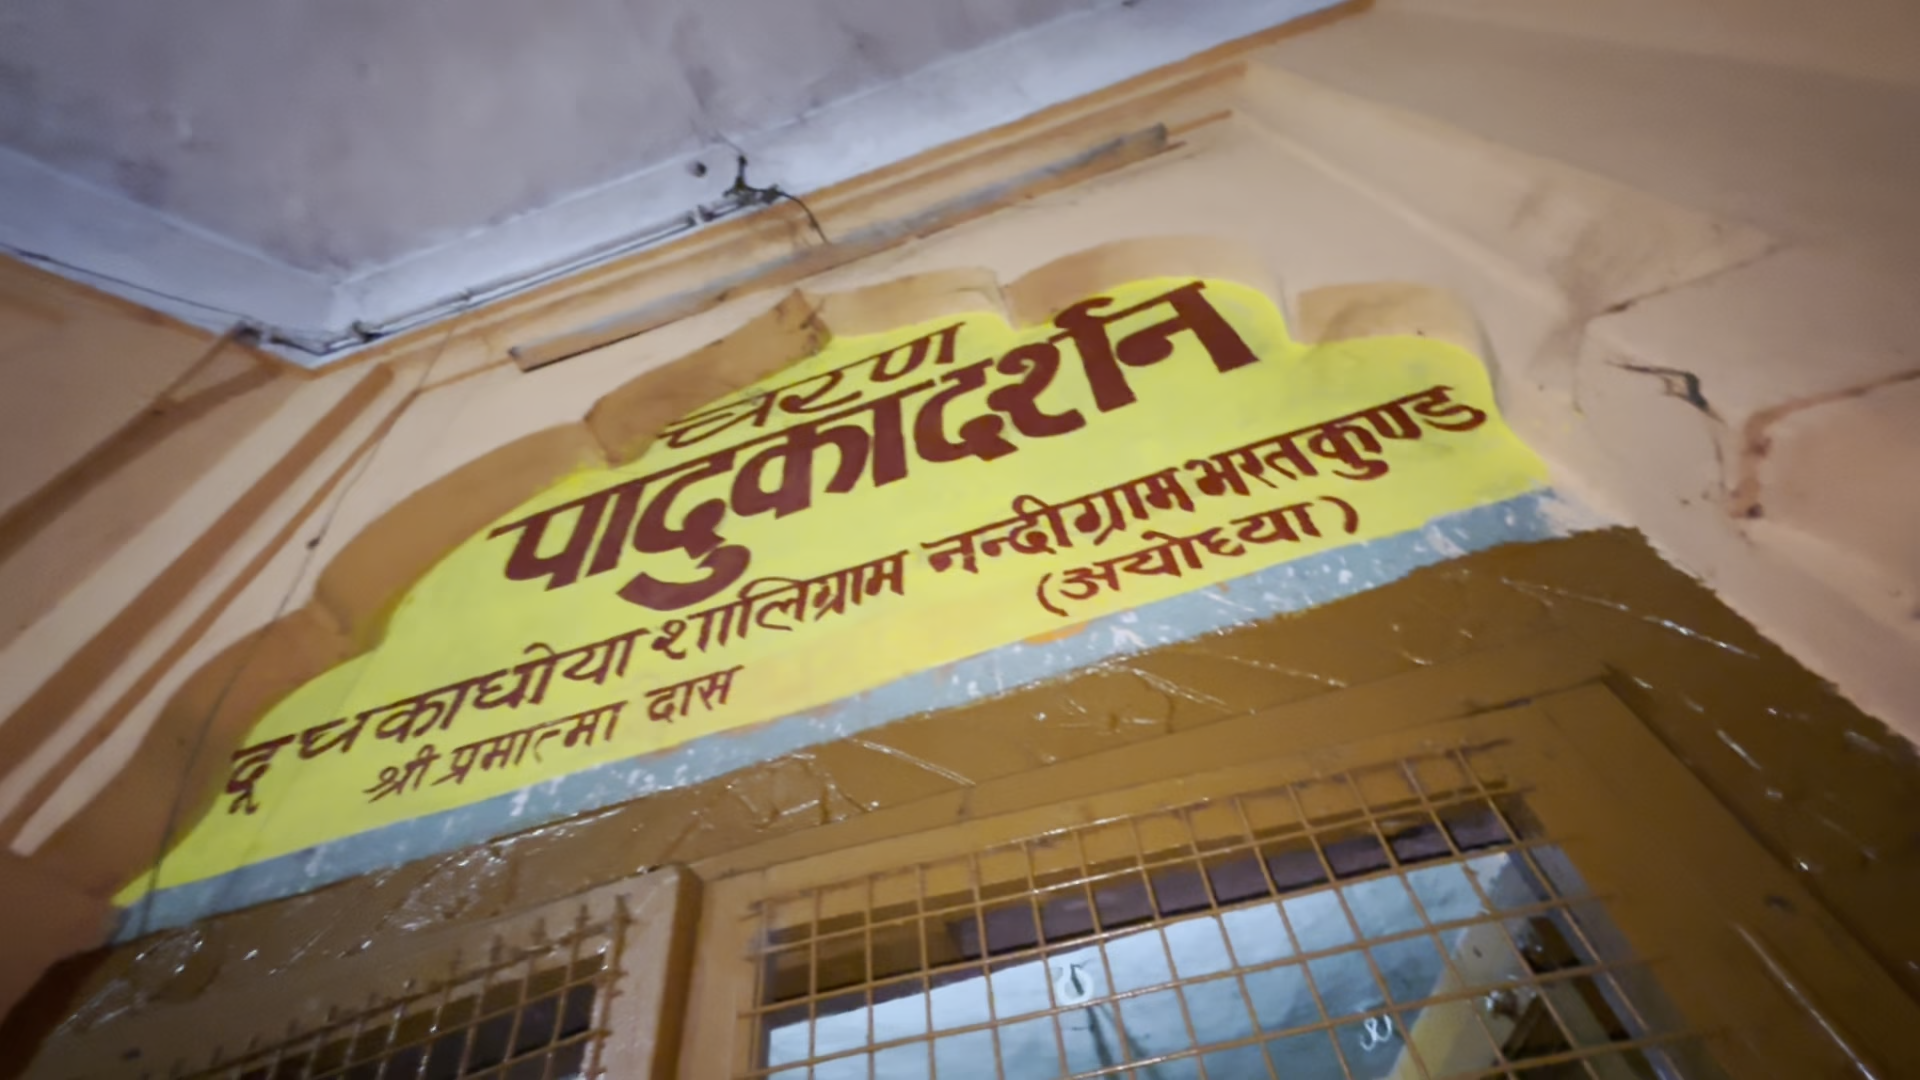 चरण
पादुकादर्शन
दूधकाधोया शालिग्राम नन्दीग्राम भरतकुण्ड
(अयोध्या)
श्री प्रमात्मा दास